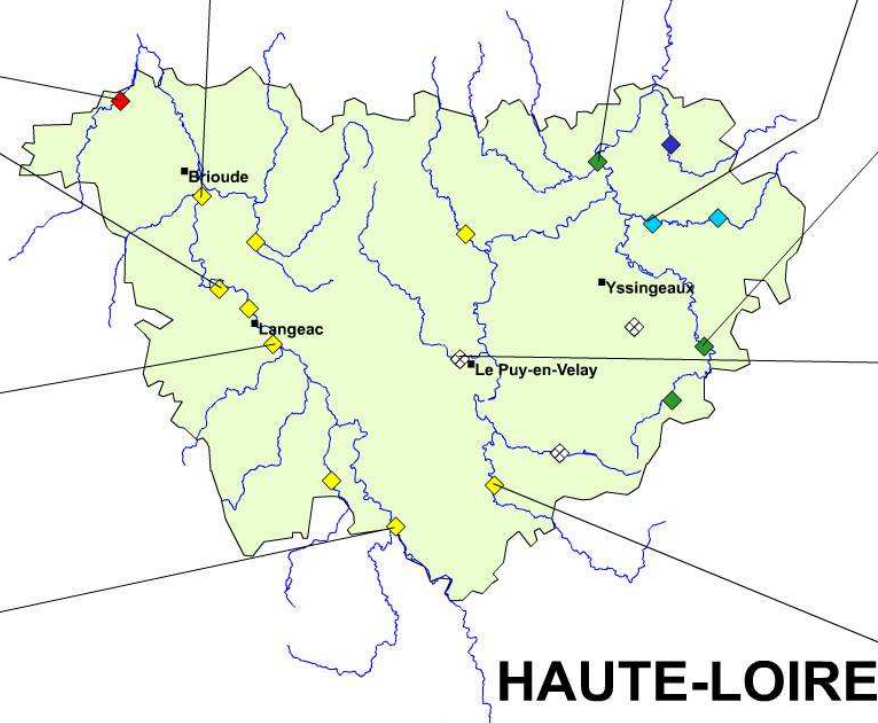 Brioude
Yssingeaux
Langeac
Le Puy-en-Velay
HAUTE-LOIRE